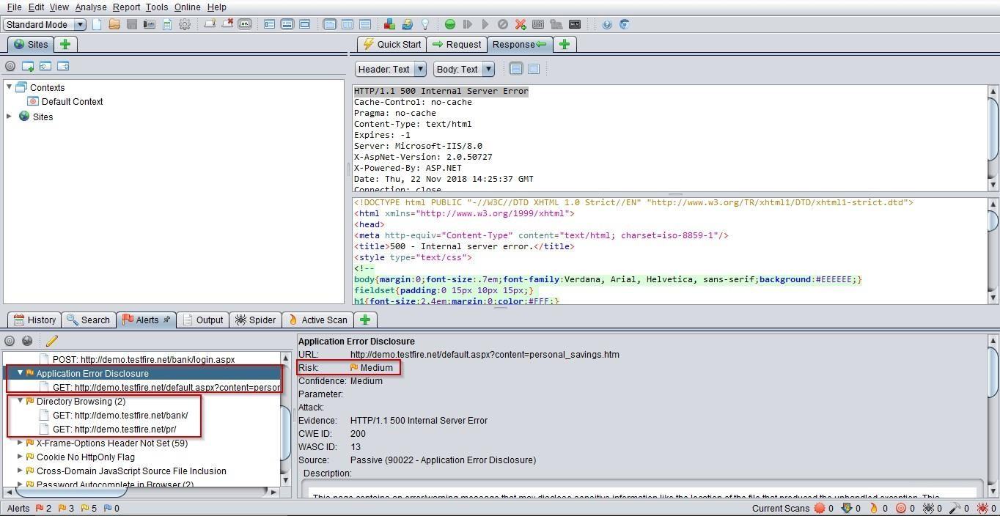 File Edit View Analyse Report Tools Online Help
Standard Mode
Sites
Quick Start Request Response
Header: Text Body: Text
Contexts
Default Context
Sites
HTTP/1.1 500 Internal Server Error
Cache-Control: no-cache
Pragma: no-cache
Content-Type: text/html
Expires: -1
Server: Microsoft-IIS/8.0
X-AspNet-Version: 2.0.50727
X-Powered-By: ASP.NET
Date: Thu, 22 Nov 2018 14:25:37 GMT
Connection: close
<!DOCTYPE html PUBLIC "-//W3C//DTD XHTML 1.0 Strict//EN" "http://www.w3.org/TR/xhtml1/DTD/xhtml1-strict.dtd">
<html xmlns="http://www.w3.org/1999/xhtml">
<head>
<meta http-equiv="Content-Type" content="text/html; charset=iso-8859-1"/>
<title>500 - Internal server error.</title>
<style type="text/css">
<!--
body{margin:0;font-size:.7em;font-family:Verdana, Arial, Helvetica, sans-serif;background:#EEEEEE;}
fieldset{padding:0 15px 10px 15px;}
h1{font-size:2.4em;margin:0;color:#FFF;}
History Search Alerts Output Spider Active Scan
POST: http://demo.testfire.net/bank/login.aspx
Application Error Disclosure
GET: http://demo.testfire.net/default.aspx?content=person
Directory Browsing (2)
GET: http://demo.testfire.net/bank/
GET: http://demo.testfire.net/pr/
X-Frame-Options Header Not Set (59)
Cookie No HttpOnly Flag
Cross-Domain JavaScript Source File Inclusion
Password Autocomplete in Browser (2)
Application Error Disclosure
URL: http://demo.testfire.net/default.aspx?content=personal_savings.htm
Risk: Medium
Confidence: Medium
Parameter:
Attack:
Evidence: HTTP/1.1 500 Internal Server Error
CWE ID: 200
WASC ID: 13
Source: Passive (90022 - Application Error Disclosure)
Description:
This page contains an error/warning message that may disclose sensitive information like the location of the file that produced the unhandled exception. This
Alerts 2 3 5 0
Current Scans 0 0 0 0 0 0 0